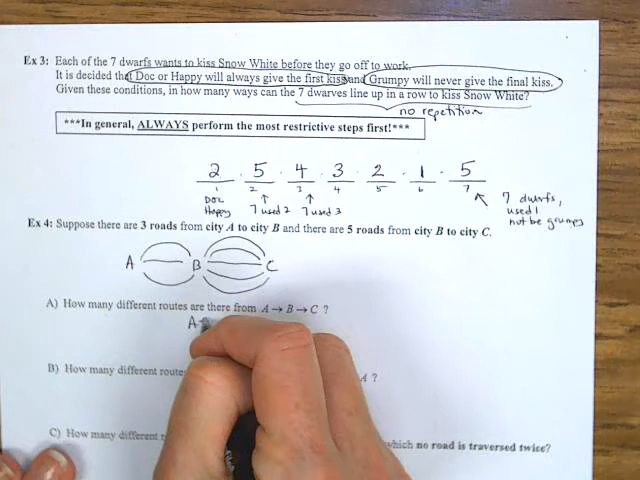 Ex 3: Each of the 7 dwarfs wants to kiss Snow White before they go off to work.
It is decided that Doc or Happy will always give the first kiss and Grumpy will never give the final kiss.
Given these conditions, in how many ways can the 7 dwarves line up in a row to kiss Snow White?
no repetition
***In general, ALWAYS perform the most restrictive steps first!***
2 · 5 · 4 · 3 · 2 · 1 · 5
1 2 3 4 5 6 7
Doc ↑ ↑ 7 dwarfs,
Happy 7 used 2 7 used 3 used 1
not be grumpy
Ex 4: Suppose there are 3 roads from city A to city B and there are 5 roads from city B to city C.
A B C
A) How many different routes are there from A → B → C ?
A
B) How many different route A ?
C) How many different which no road is traversed twice?